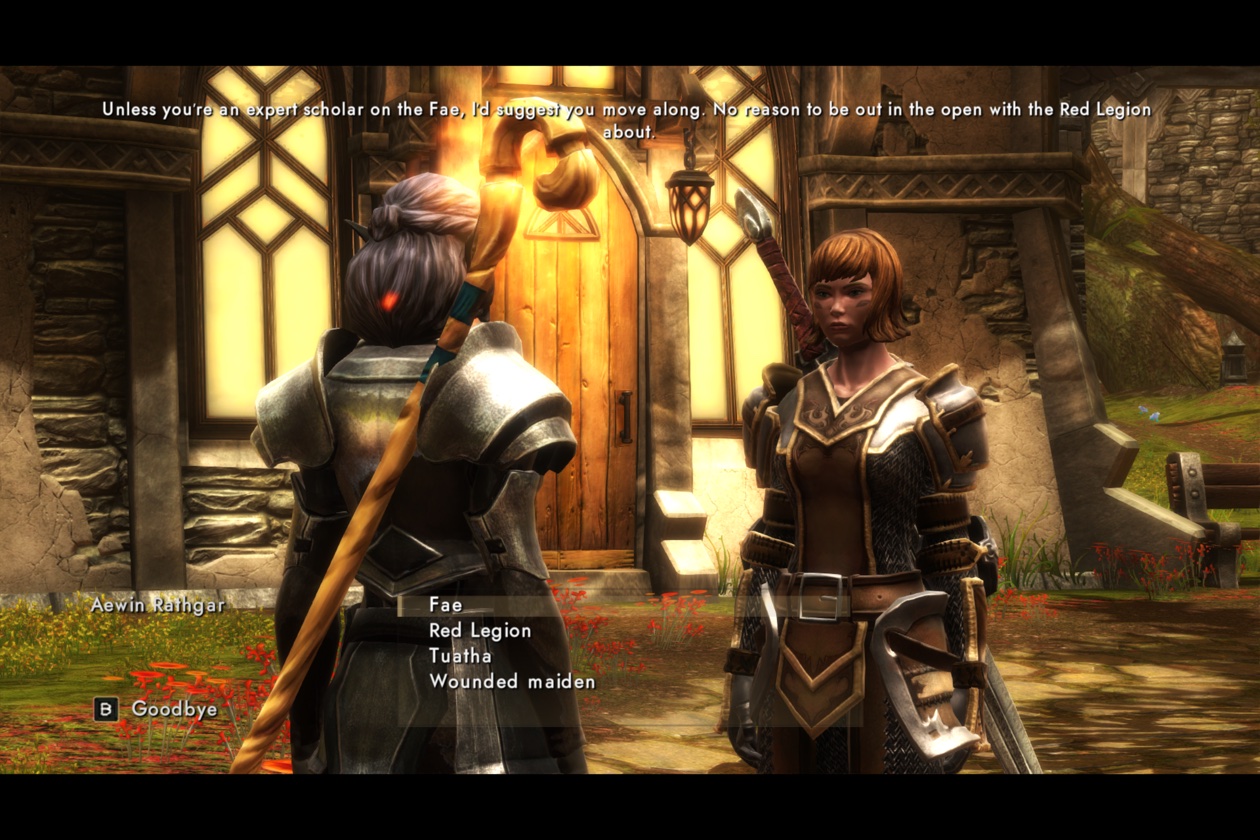 Unless you're an expert scholar on the Fae, I'd suggest you move along. No reason to be out in the open with the Red Legion
about.
Aewin Rathgar
Fae
Red Legion
Tuatha
Wounded maiden
B Goodbye